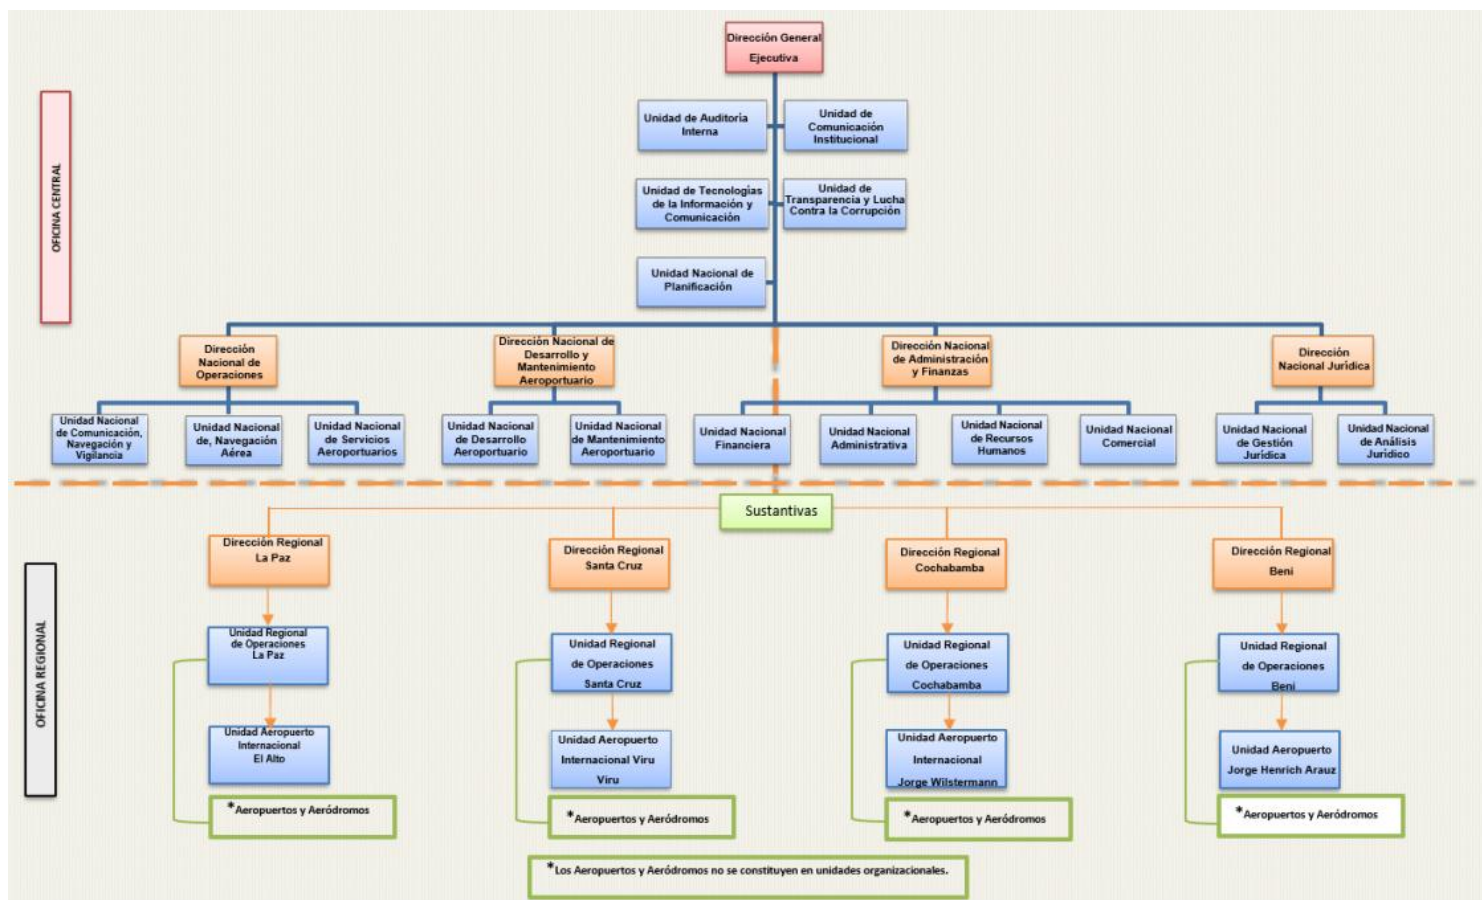 Dirección General
Ejecutiva
OFICINA CENTRAL
Unidad de Auditoría
Interna
Unidad de
Comunicación
Institucional
Unidad de Tecnologías
de la Información y
Comunicación
Unidad de
Transparencia y Lucha
Contra la Corrupción
Unidad Nacional de
Planificación
Dirección
Nacional de
Operaciones
Dirección Nacional de
Desarrollo y
Mantenimiento
Aeroportuario
Dirección Nacional
de Administración
y Finanzas
Dirección
Nacional Jurídica
Unidad Nacional
de Comunicación,
Navegación y
Vigilancia
Unidad Nacional
de, Navegación
Aérea
Unidad Nacional
de Servicios
Aeroportuarios
Unidad Nacional
de Desarrollo
Aeroportuario
Unidad Nacional
de Mantenimiento
Aeroportuario
Unidad Nacional
Financiera
Unidad Nacional
Administrativa
Unidad Nacional
de Recursos
Humanos
Unidad Nacional
Comercial
Unidad Nacional
de Gestión
Jurídica
Unidad Nacional
de Análisis
Jurídico
Sustantivas
OFICINA REGIONAL
Dirección Regional
La Paz
Dirección Regional
Santa Cruz
Dirección Regional
Cochabamba
Dirección Regional
Beni
Unidad Regional
de Operaciones
La Paz
Unidad Regional
de Operaciones
Santa Cruz
Unidad Regional
de Operaciones
Cochabamba
Unidad Regional
de Operaciones
Beni
Unidad Aeropuerto
Internacional
El Alto
Unidad Aeropuerto
Internacional Viru
Viru
Unidad Aeropuerto
Internacional
Jorge Wilstermann
Unidad Aeropuerto
Jorge Henrich Arauz
*Aeropuertos y Aeródromos
*Aeropuertos y Aeródromos
*Aeropuertos y Aeródromos
*Aeropuertos y Aeródromos
*Los Aeropuertos y Aeródromos no se constituyen en unidades organizacionales.